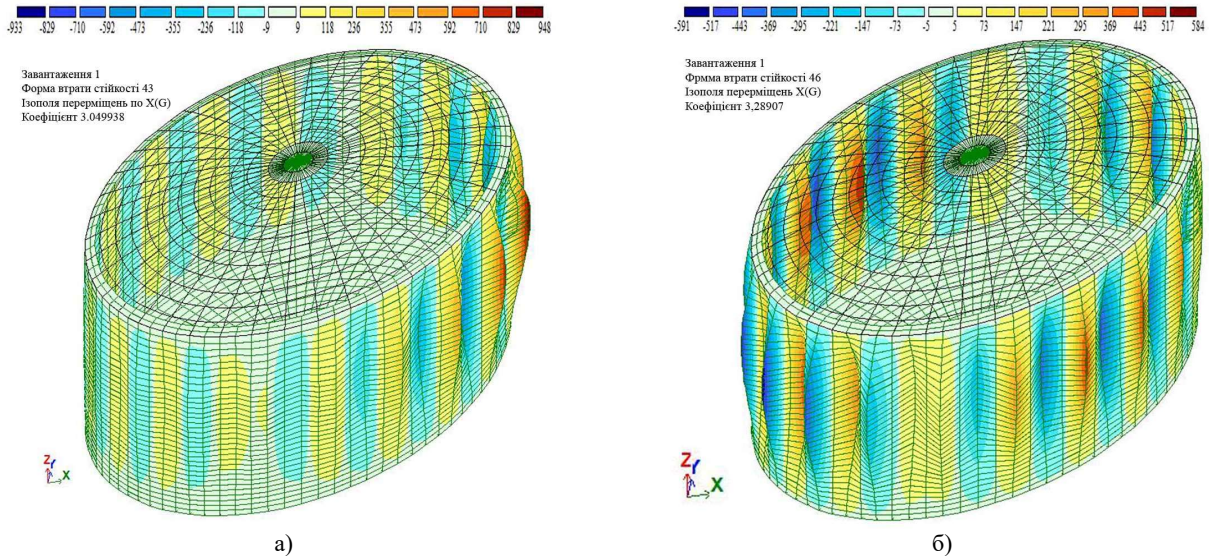 -933 -829 -710 -592 -473 -355 -236 -118 -9 9 118 236 355 473 592 710 829 948
Завантаження 1
Форма втрати стійкості 43
Ізополя перерміщень по X(G)
Коефіцієнт 3.049938
Z Y X
а)
-591 -517 -443 -369 -295 -221 -147 -73 -5 5 73 147 221 295 369 443 517 584
Завантаження 1
Фрмма втрати стійкості 46
Ізополя перерміщень X(G)
Коефіцієнт 3,28907
Z Y X
б)